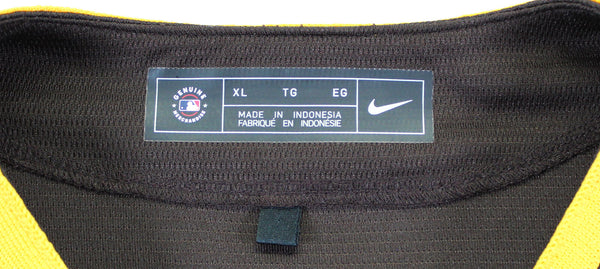 GENUINE
MERCHANDISE
XL TG EG
MADE IN INDONESIA
FABRIQUÉ EN INDONÉSIE